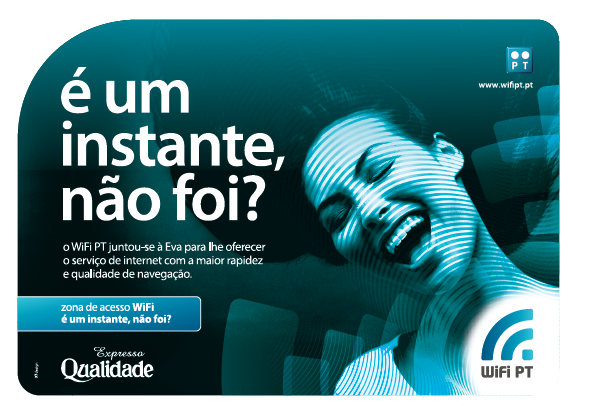 é um
instante,
não foi?
PT
www.wifipt.pt
o WiFi PT juntou-se à Eva para lhe oferecer
o serviço de internet com a maior rapidez
e qualidade de navegação.
zona de acesso WiFi
é um instante, não foi?
Expresso
Qualidade
WiFi PT